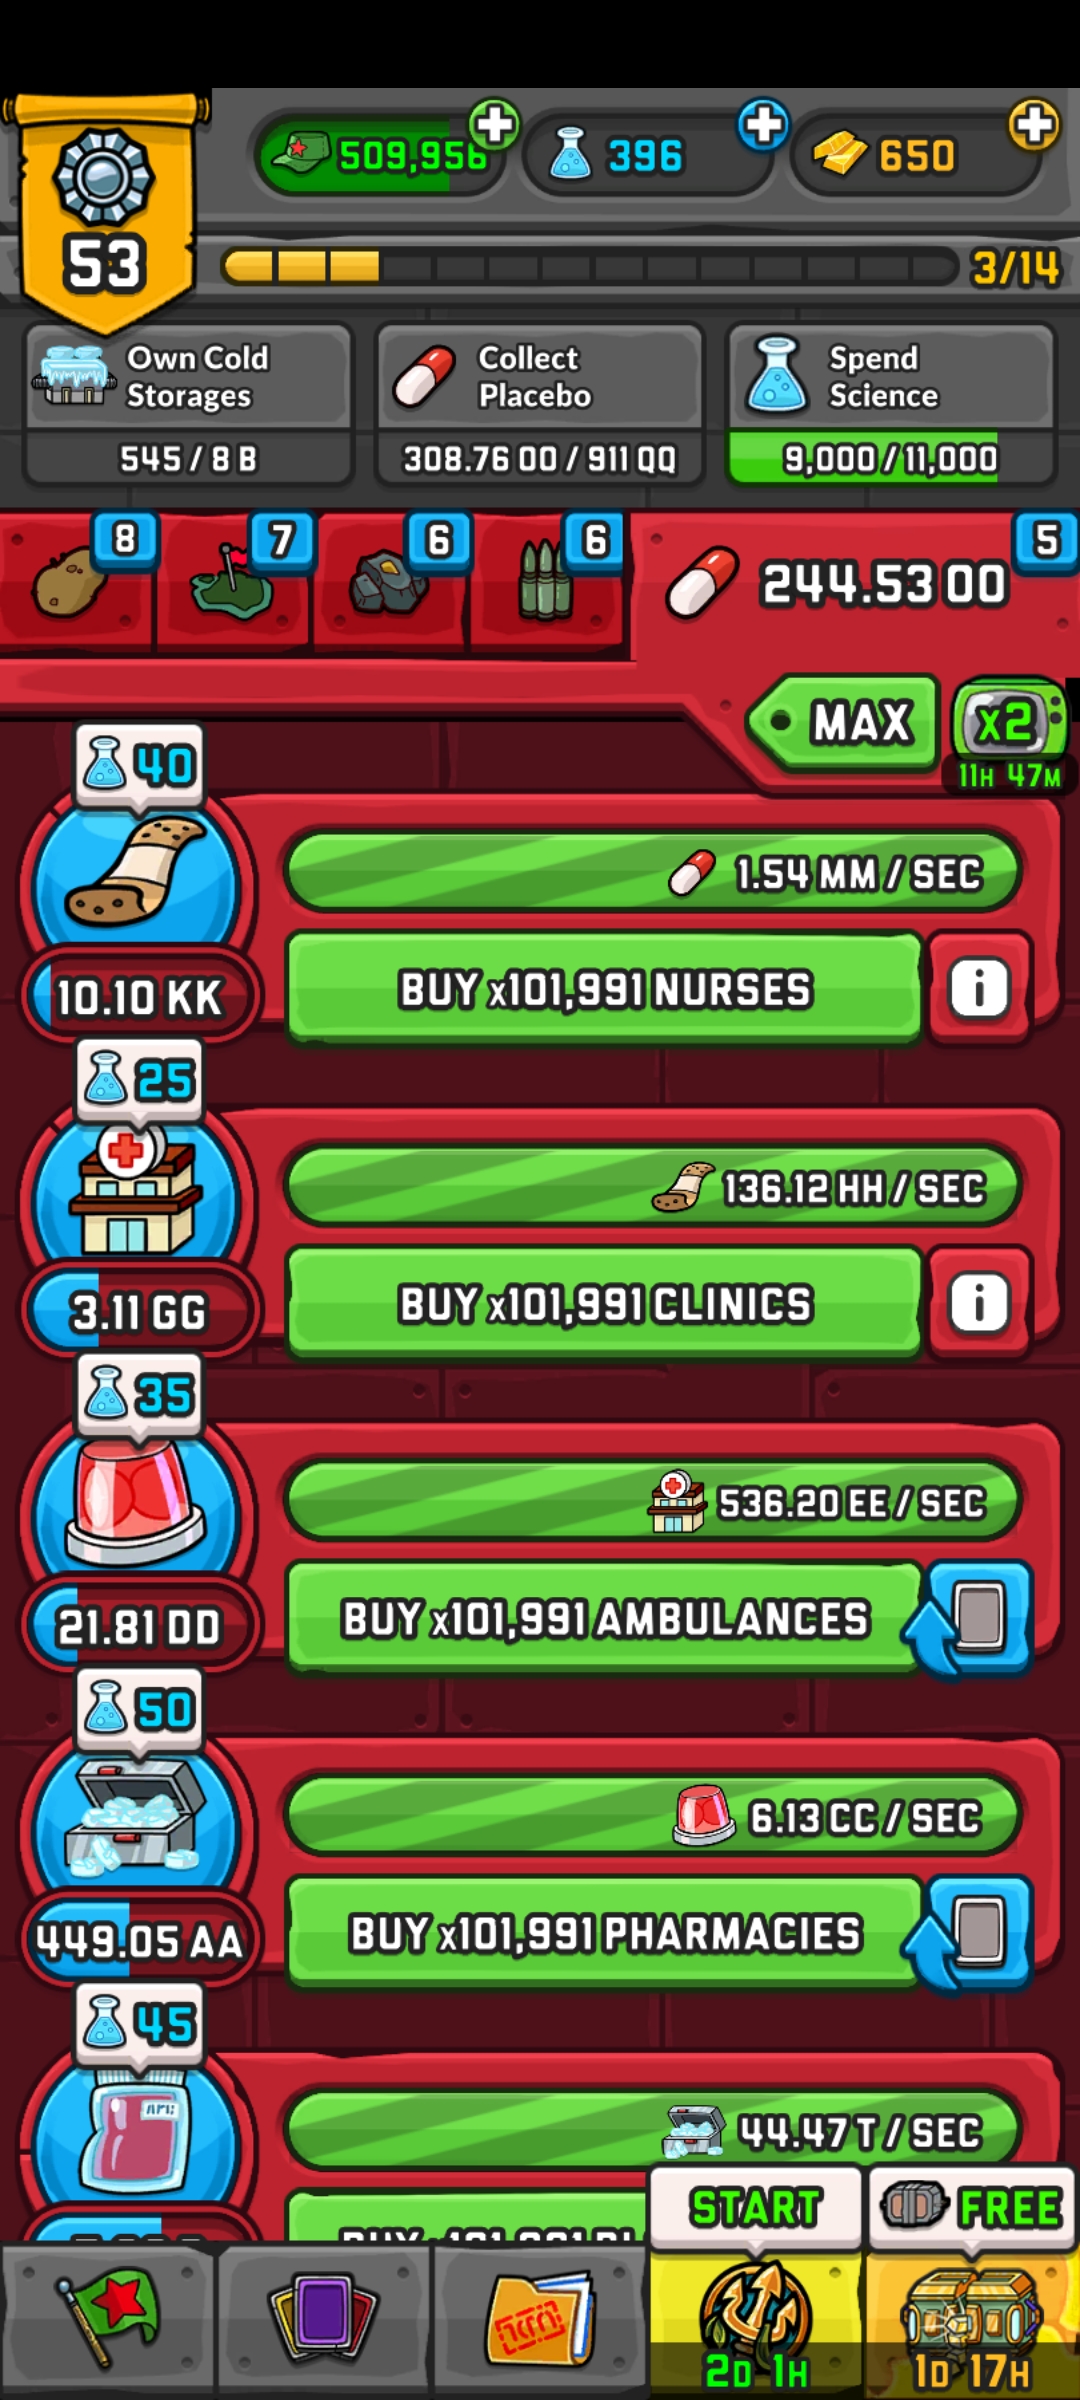 509,956
396
650
53
3/14
Own Cold
Storages
545 / 8 B
Collect
Placebo
308.76 OO / 911 QQ
Spend
Science
9,000 / 11,000
8
7
6
6
5
244.53 OO
MAX
x2
11H 47M
40
1.54 MM / SEC
10.10 KK
BUY x101,991 NURSES
i
25
136.12 HH / SEC
3.11 GG
BUY x101,991 CLINICS
i
35
536.20 EE / SEC
21.81 DD
BUY x101,991 AMBULANCES
50
6.13 CC / SEC
449.05 AA
BUY x101,991 PHARMACIES
45
44.47 T / SEC
START
FREE
2D 1H
1D 17H